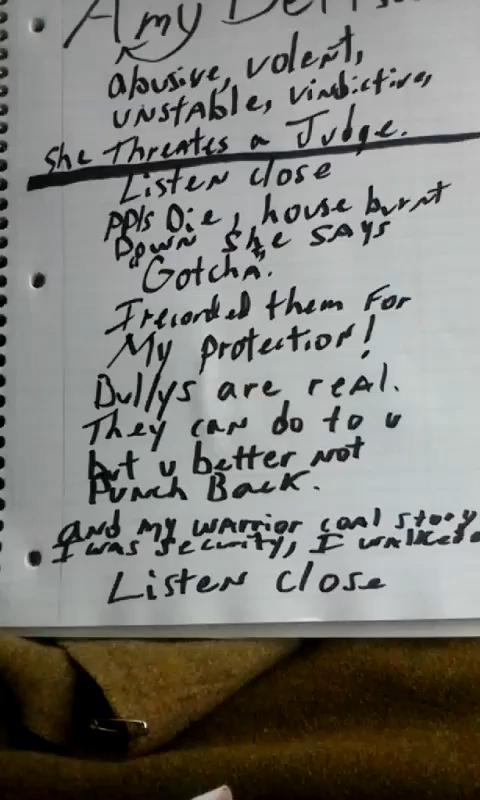 Amy
abusive, volent,
unstable, vindictive,
she Threates a Judge.
Listen close
ppls Die, house burnt
Down she says
"Gotcha".
I recorded them for
My protection!
Bullys are real.
They can do to u
but u better not
Punch Back.
and my warrior coal story
I was security, I walked
Listen close